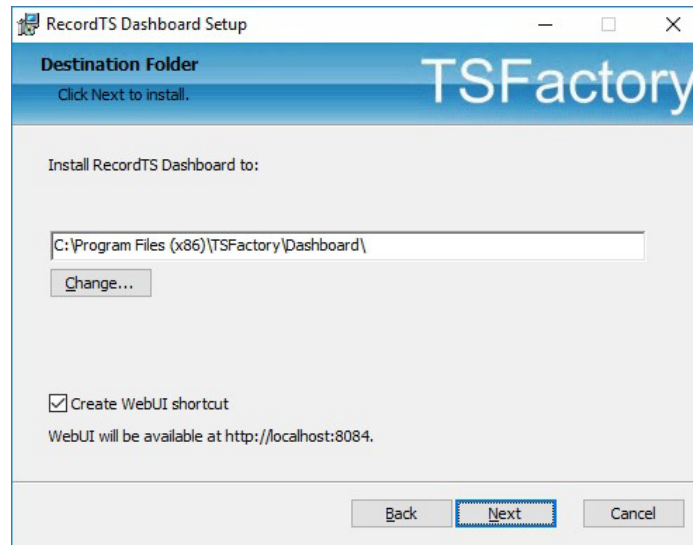 RecordTS Dashboard Setup
Destination Folder
Click Next to install.
TSFactory
Install RecordTS Dashboard to:
C:\Program Files (x86)\TSFactory\Dashboard\
Change...
Create WebUI shortcut
WebUI will be available at http://localhost:8084.
Back Next Cancel